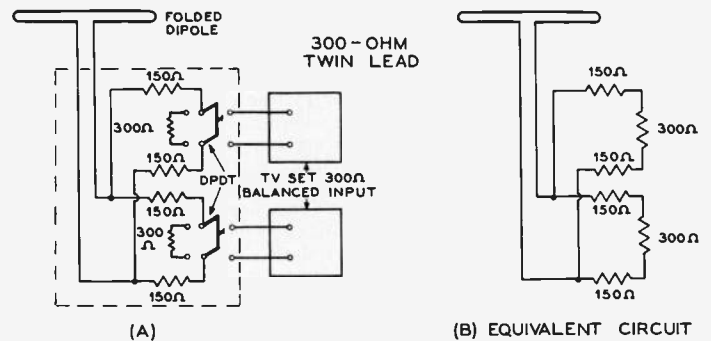 FOLDED
DIPOLE
300-OHM
TWIN LEAD
150Ω
300Ω
150Ω
DPDT
150Ω
300
Ω
150Ω
TV SET 300Ω
BALANCED INPUT
(A)
150Ω
300Ω
150Ω
150Ω
300Ω
150Ω
(B) EQUIVALENT CIRCUIT